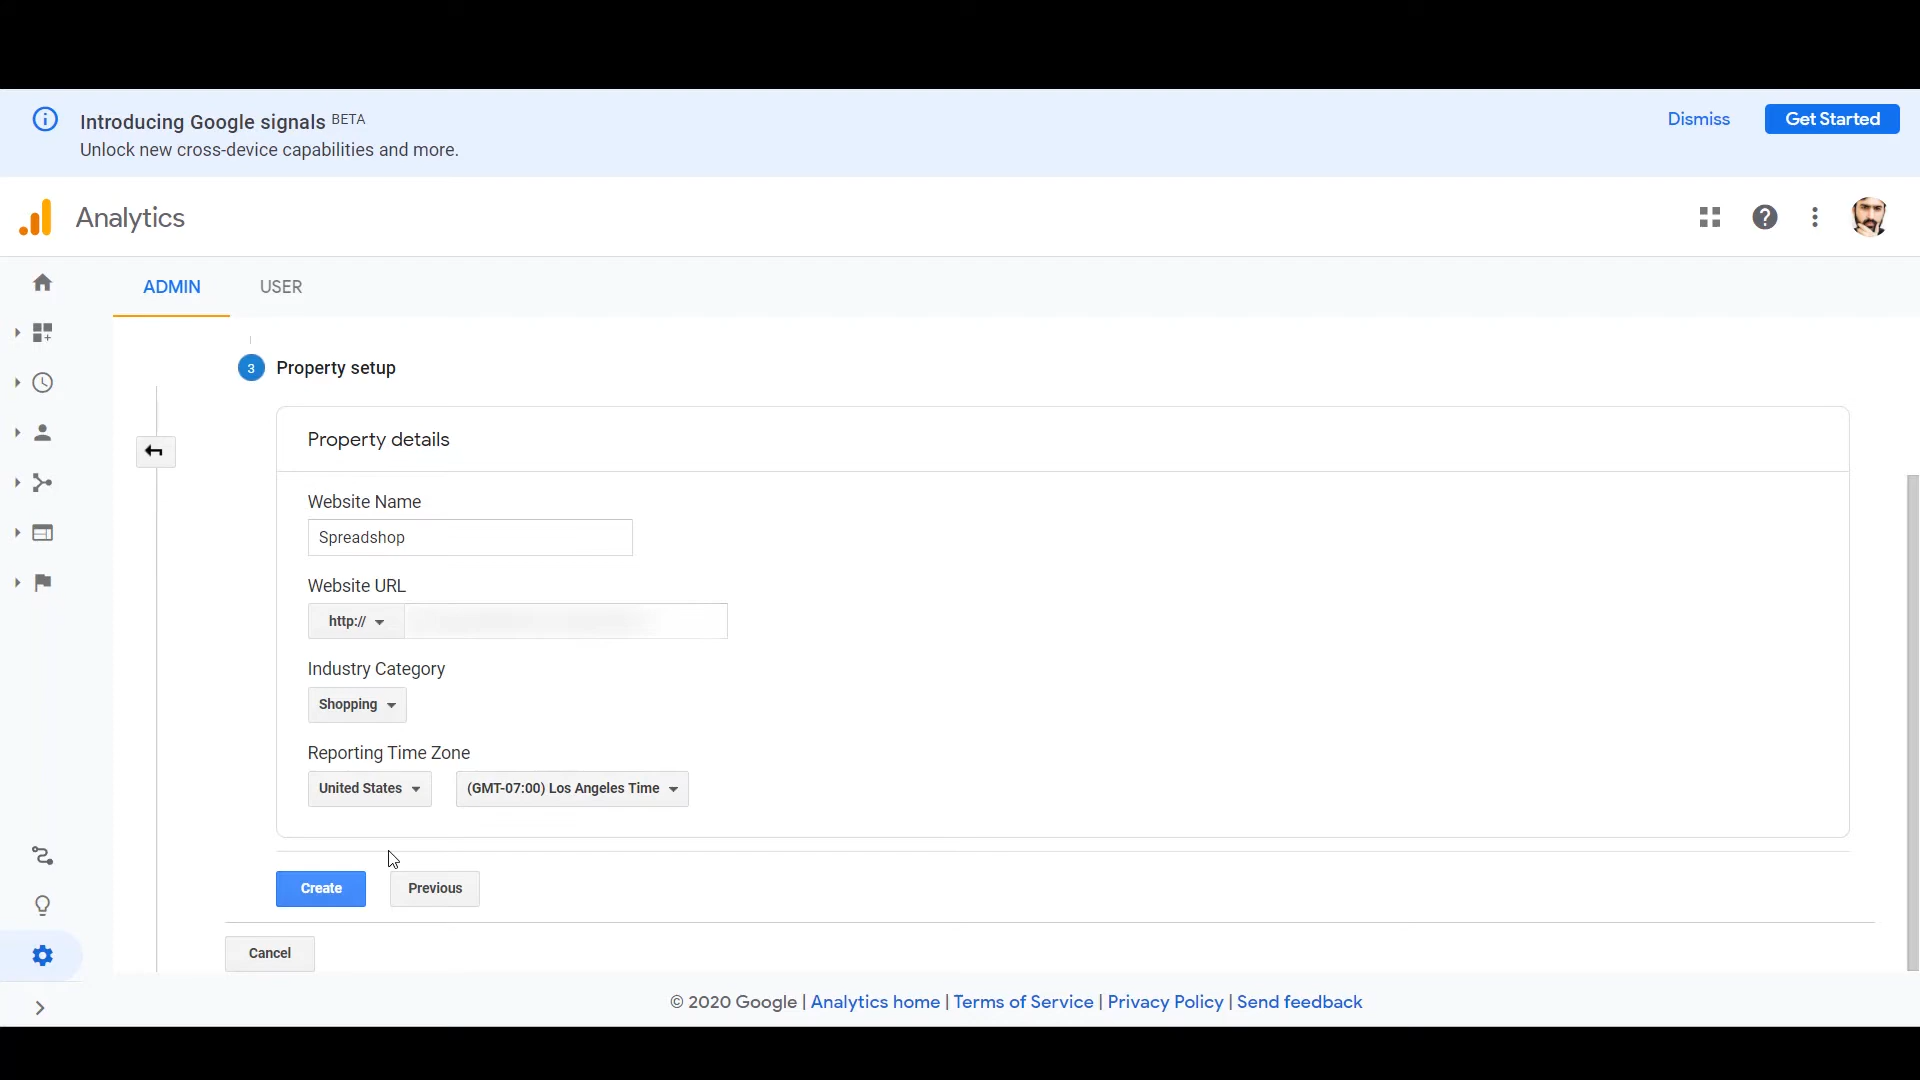 Introducing Google signals BETA
Dismiss
Get Started
Unlock new cross-device capabilities and more.
Analytics
ADMIN
USER
3
Property setup
Property details
Website Name
Spreadshop
Website URL
http://
Industry Category
Shopping
Reporting Time Zone
United States
(GMT-07:00) Los Angeles Time
Create
Previous
Cancel
© 2020 Google | Analytics home | Terms of Service | Privacy Policy | Send feedback